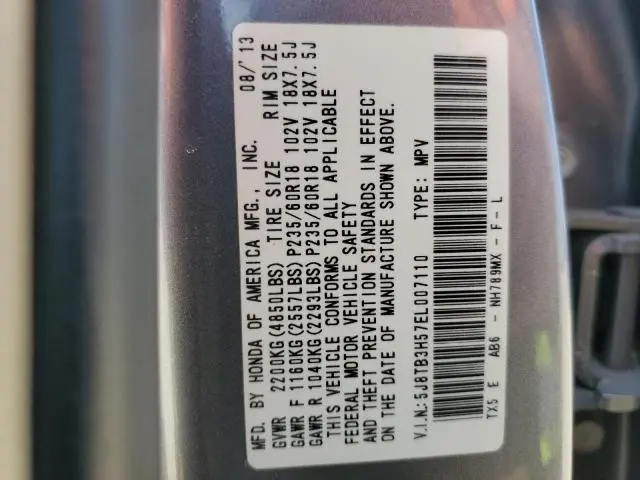 MFD. BY HONDA OF AMERICA MFG., INC. 08/'13
GVWR 2200KG(4850LBS) TIRE SIZE RIM SIZE
GAWR F 1160KG(2557LBS)P235/60R18 102V 18X7.5J
GAWR R 1040KG(2293LBS)P235/60R18 102V 18X7.5J
THIS VEHICLE CONFORMS TO ALL APPLICABLE
FEDERAL MOTOR VEHICLE SAFETY
AND THEFT PREVENTION STANDARDS IN EFFECT
ON THE DATE OF MANUFACTURE SHOWN ABOVE.
V.I.N.:5J8TB3H57EL007110 TYPE: MPV
TX5 E AB6 - NH789MX - F - L